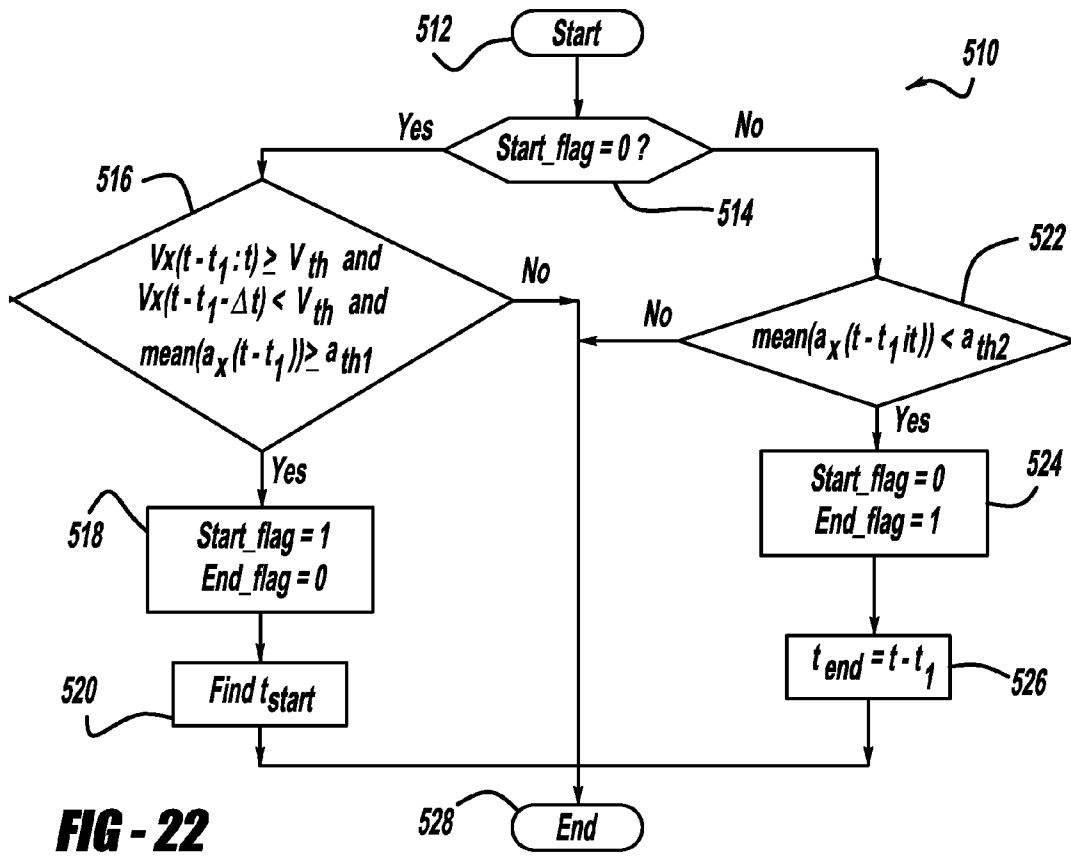 512
Start
510
Yes
Start_flag = 0 ?
No
514
516
Vx(t - t1 : t) ≥ Vth and
Vx(t - t1 - Δt) < Vth and
mean(ax (t - t1)) ≥ ath1
No
522
No
mean(ax (t - t1 it)) < ath2
Yes
Yes
518
Start_flag = 1
End_flag = 0
Start_flag = 0
End_flag = 1
524
520
Find tstart
tend = t - t1
526
528
End
FIG - 22